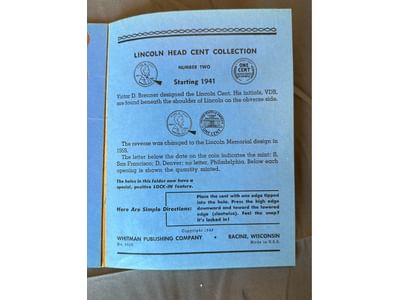 LINCOLN HEAD CENT COLLECTION
NUMBER TWO
Starting 1941
ONE CENT
Victor D. Brenner designed the Lincoln Cent. His initials, VDB,
are found beneath the shoulder of Lincoln on the obverse side.
ONE CENT
The reverse was changed to the Lincoln Memorial design in
1959.
The letter below the date on the coin indicates the mint: S,
San Francisco; D, Denver; no letter, Philadelphia. Below each
opening is shown the quantity minted.
The holes in this folder now have a
special, positive LOCK-IN feature.
Here Are Simple Directions:
Place the cent with one edge tipped
into the hole. Press the high edge
downward and toward the lowered
edge (clockwise). Feel the snap?
It's locked in!
Copyright
WHITMAN PUBLISHING COMPANY • RACINE, WISCONSIN
No.
Made in U.S.A.